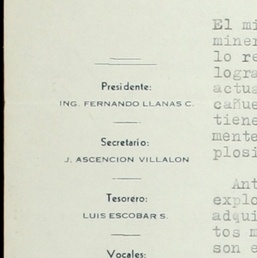 Presidente:
ING. FERNANDO LLANAS C.
Secretario:
J. ASCENCION VILLALON
Tesorero:
LUIS ESCOBAR S.
Vocales:
El mi
miner
lo re
logra
actua
cañue
tiene
mente
plosi
Ant
explo
adqui
tos m
son e